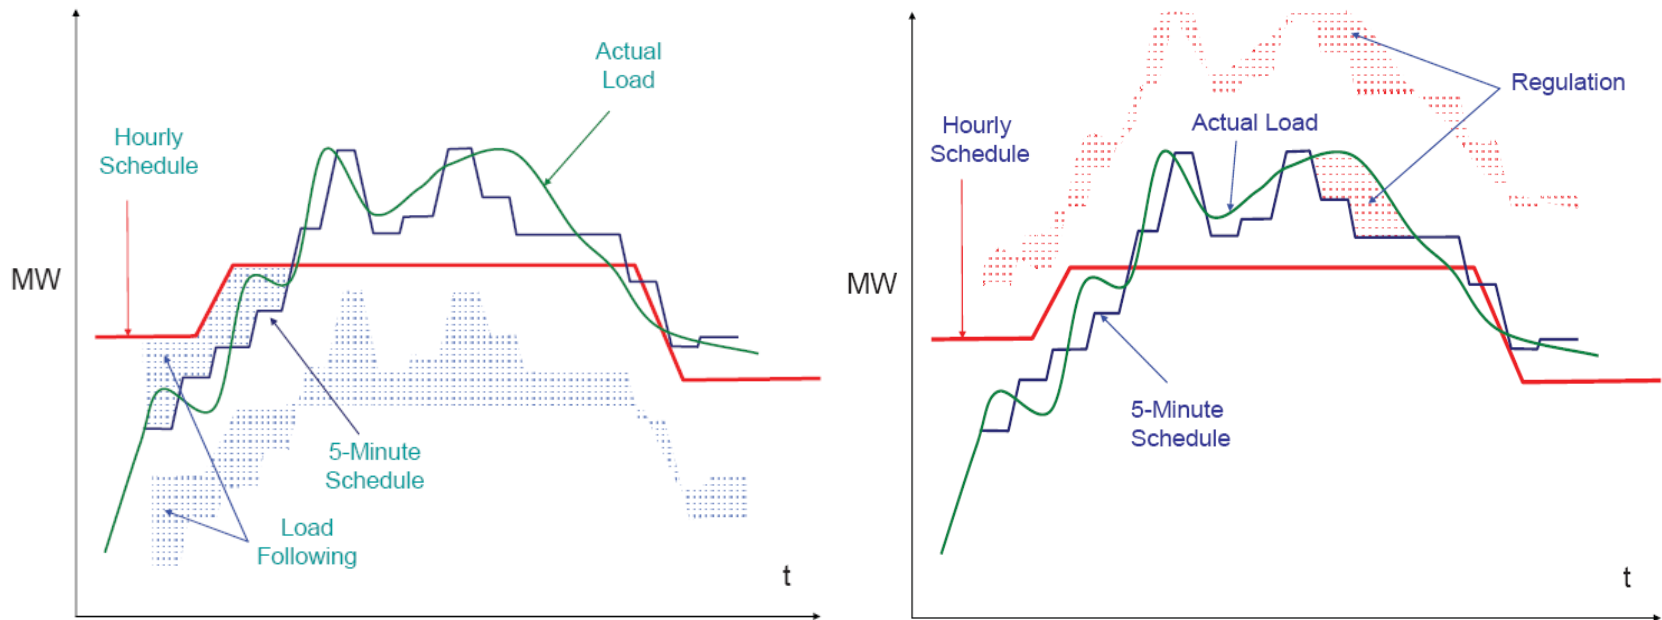 Actual
Load
Hourly
Schedule
MW
5-Minute
Schedule
Load
Following
t
Regulation
Actual Load
Hourly
Schedule
MW
5-Minute
Schedule
t